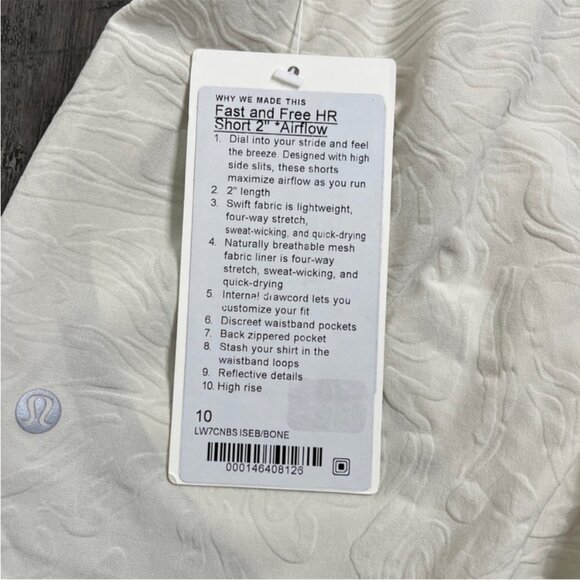 WHY WE MADE THIS
Fast and Free HR
Short 2" *Airflow
1. Dial into your stride and feel
the breeze. Designed with high
side slits, these shorts
maximize airflow as you run
2. 2" length
3. Swift fabric is lightweight,
four-way stretch,
sweat-wicking, and quick-drying
4. Naturally breathable mesh
fabric liner is four-way
stretch, sweat-wicking, and
quick-drying
5. Internal drawcord lets you
customize your fit
6. Discreet waistband pockets
7. Back zippered pocket
8. Stash your shirt in the
waistband loops
9. Reflective details
10. High rise
10
LW7CNBS ISEB/BONE
000146408126